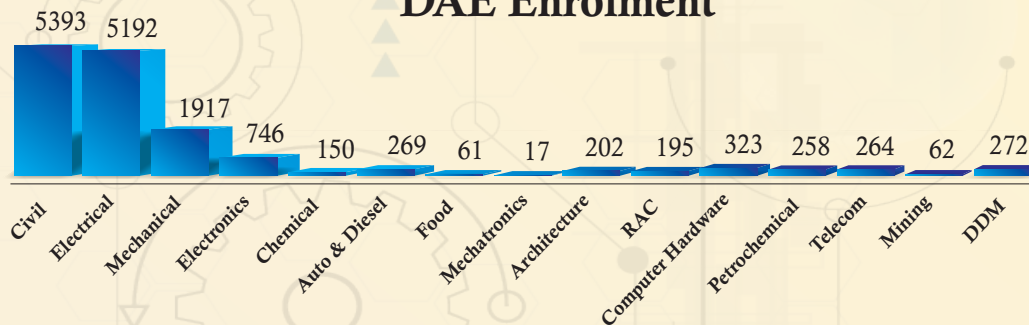 DAE Enrolment
5393
5192
1917
746
150
269
61
17
202
195
323
258
264
62
272
Civil
Electrical
Mechanical
Electronics
Chemical
Auto & Diesel
Food
Mechatronics
Architecture
RAC
Computer Hardware
Petrochemical
Telecom
Mining
DDM